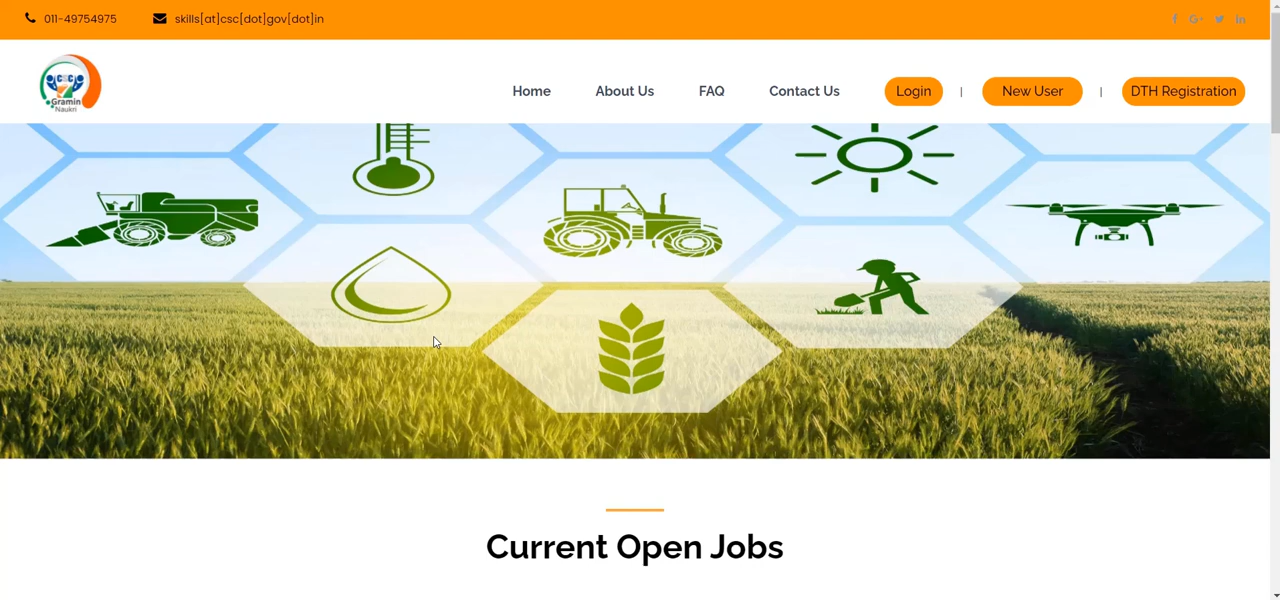 011-49754975 skills[at]csc[dot]gov[dot]in
CSC
Gramin
Naukri
Home About Us FAQ Contact Us Login | New User | DTH Registration
Current Open Jobs